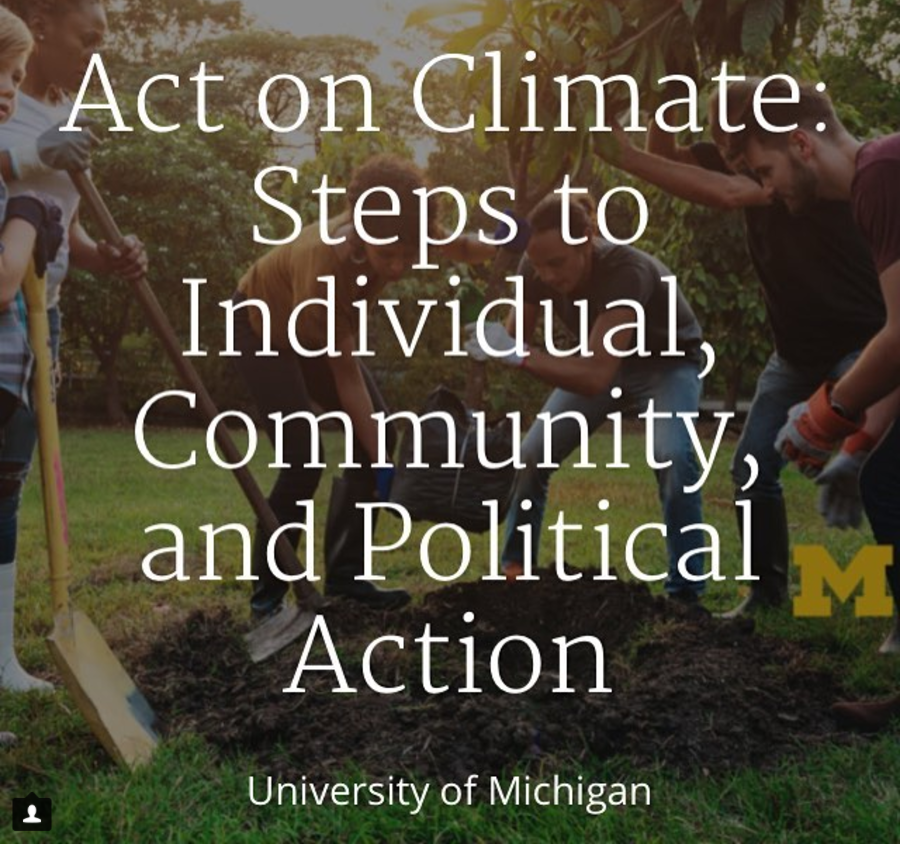 Act on Climate:
Steps to
Individual,
Community,
and Political
Action
M
University of Michigan